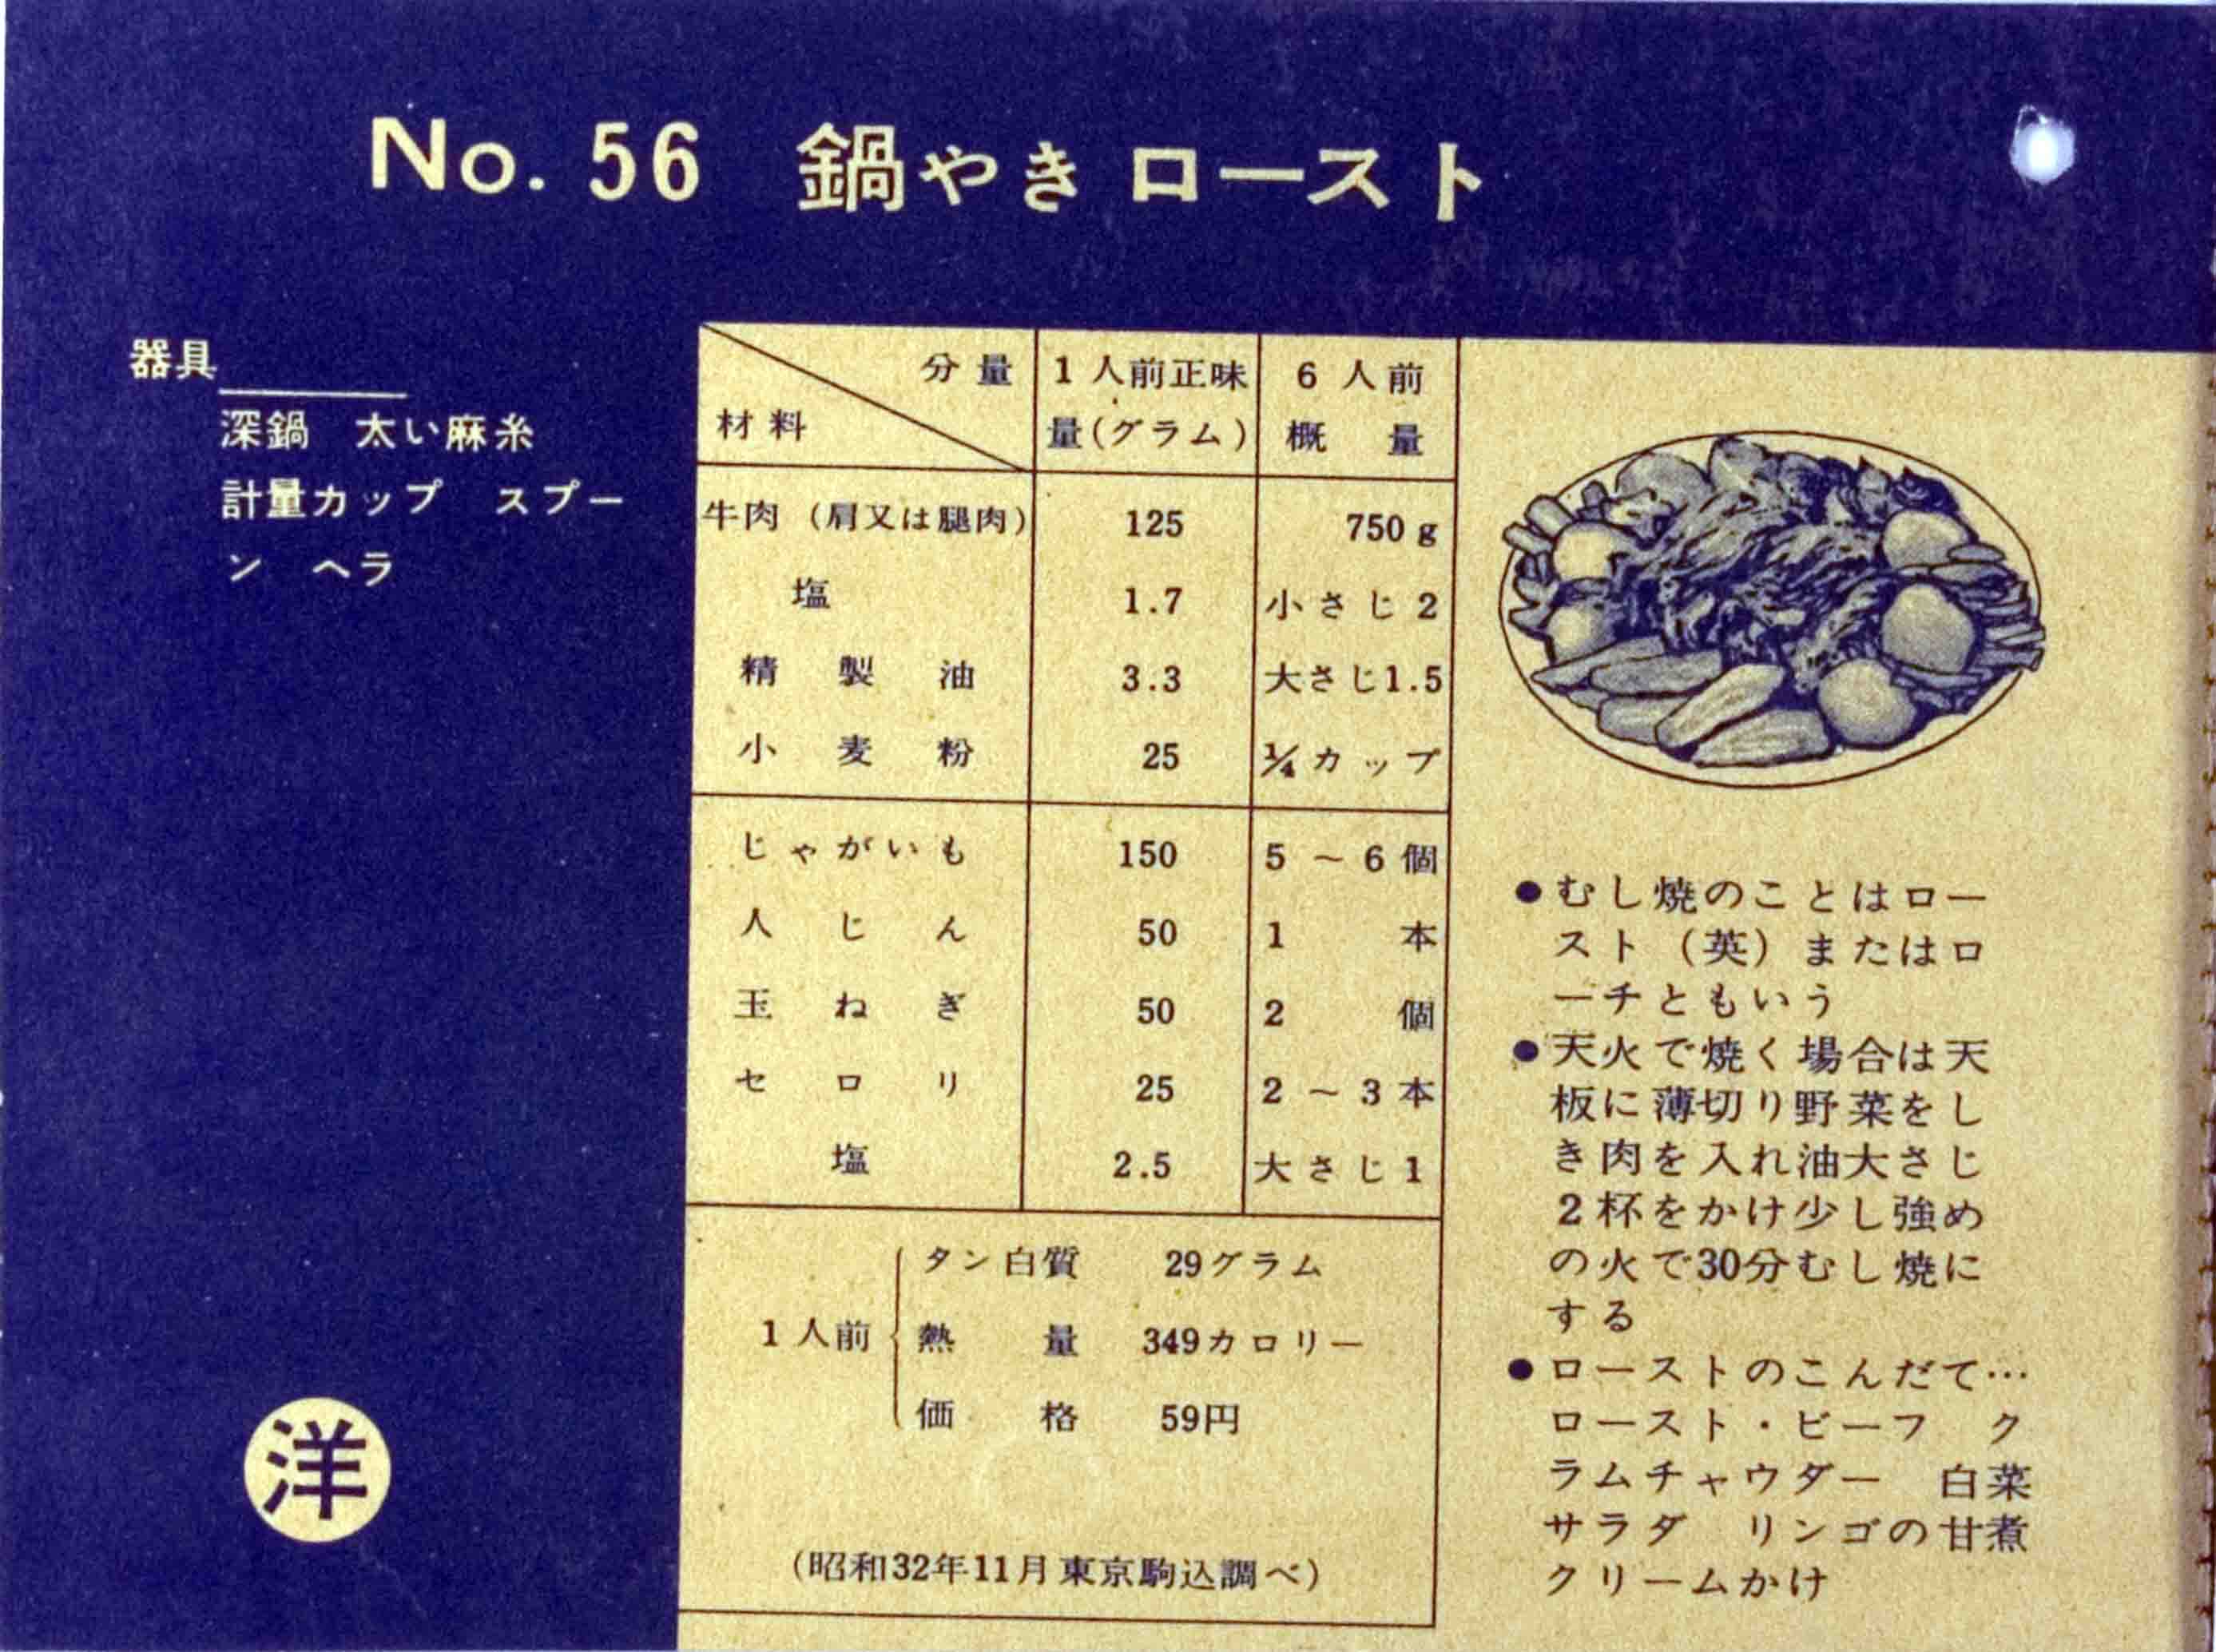 No. 56 鍋やきロースト
器具
深鍋 太い麻糸
計量カップ スプー
ン ヘラ
洋
分量 1人前正味 6人前
材料 量(グラム) 概量
牛肉(肩又は腿肉) 125 750g
塩 1.7 小さじ2
精製油 3.3 大さじ1.5
小麦粉 25 ¼カップ
じゃがいも 150 5~6個
人じん 50 1本
玉ねぎ 50 2個
セロリ 25 2~3本
塩 2.5 大さじ1
タン白質 29グラム
1人前 熱量 349カロリー
価格 59円
(昭和32年11月東京駒込調べ)
●むし焼のことはロー
スト(英)またはロ
ーチともいう
●天火で焼く場合は天
板に薄切り野菜をし
き肉を入れ油大さじ
2杯をかけ少し強め
の火で30分むし焼に
する
●ローストのこんだて…
ロースト・ビーフ ク
ラムチャウダー 白菜
サラダ リンゴの甘煮
クリームかけ